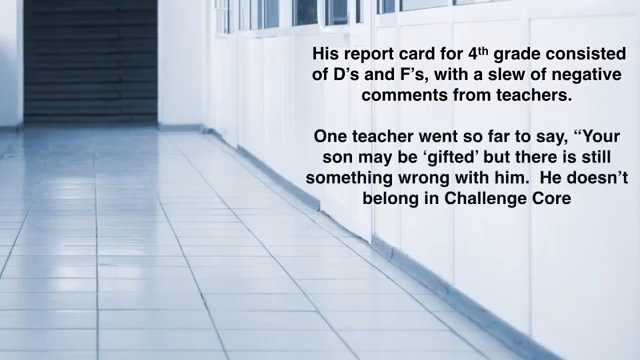 His report card for 4th grade consisted
of D’s and F’s, with a slew of negative
comments from teachers.
One teacher went so far to say, “Your
son may be ‘gifted’ but there is still
something wrong with him.  He doesn’t
belong in Challenge Core